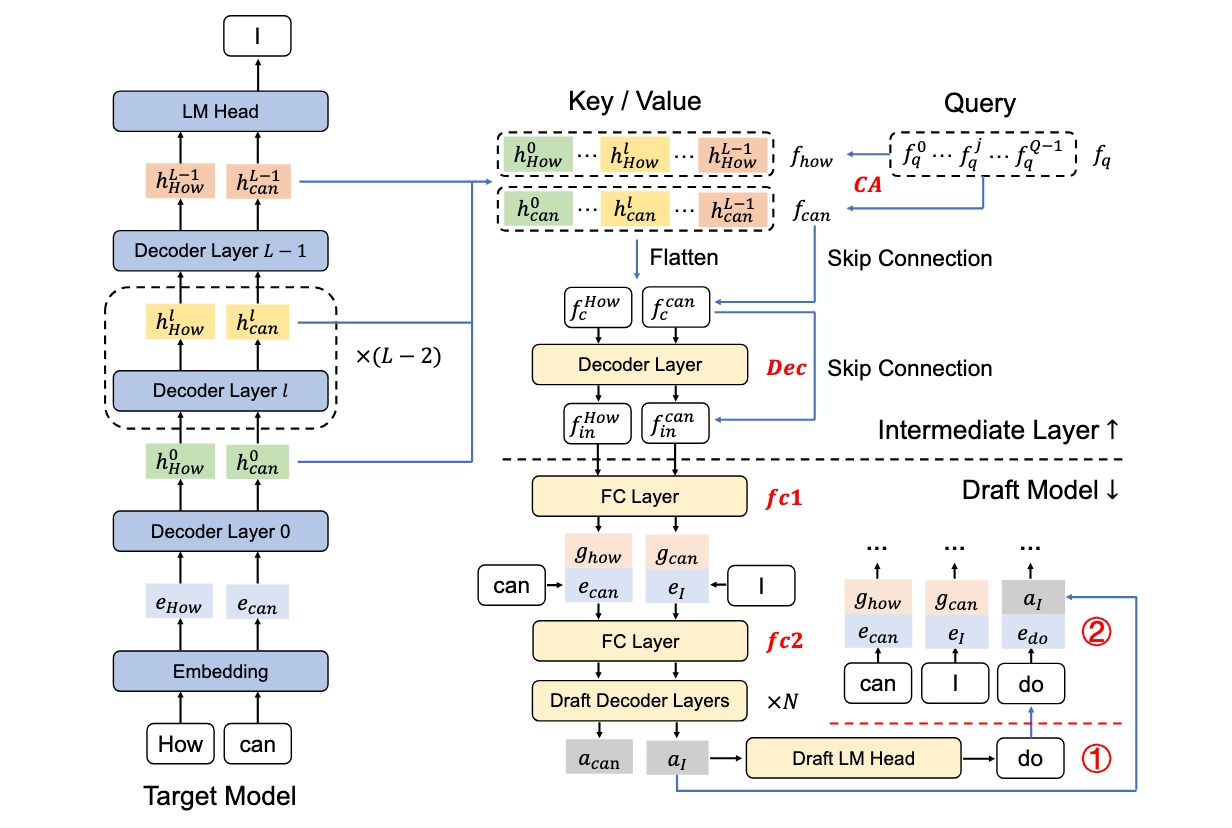 I
LM Head
h_{How}^{L-1} h_{can}^{L-1}
Decoder Layer L − 1
h_{How}^{l} h_{can}^{l}
×(L − 2)
Decoder Layer l
h_{How}^{0} h_{can}^{0}
Decoder Layer 0
e_{How} e_{can}
Embedding
How can
Target Model
Key / Value
Query
h_{How}^{0} ⋯ h_{How}^{l} ⋯ h_{How}^{L-1} f_{how}
f_q^0 ⋯ f_q^j ⋯ f_q^{Q-1} f_q
CA
h_{can}^{0} ⋯ h_{can}^{l} ⋯ h_{can}^{L-1} f_{can}
Flatten
Skip Connection
f_c^{How} f_c^{can}
Decoder Layer
Dec
Skip Connection
f_{in}^{How} f_{in}^{can}
Intermediate Layer ↑
Draft Model ↓
FC Layer
fc1
g_{how} g_{can}
can e_{can} e_I I
FC Layer
fc2
Draft Decoder Layers
×N
a_{can} a_I
Draft LM Head
do
①
... ... ...
g_{how} g_{can} a_I
e_{can} e_I e_{do}
②
can I do